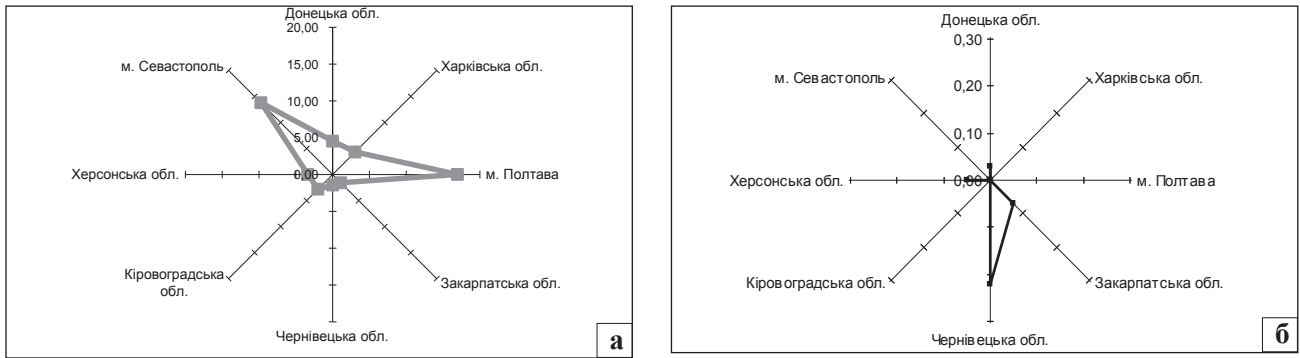 Донецька обл.
20,00
15,00
10,00
5,00
0,00
Харківська обл.
м. Полтава
Закарпатська обл.
Чернівецька обл.
Кіровоградська
обл.
Херсонська обл.
м. Севастополь
а
Донецька обл.
0,30
0,20
0,10
0,00
Харківська обл.
м. Полтава
Закарпатська обл.
Чернівецька обл.
Кіровоградська обл.
Херсонська обл.
м. Севастополь
б